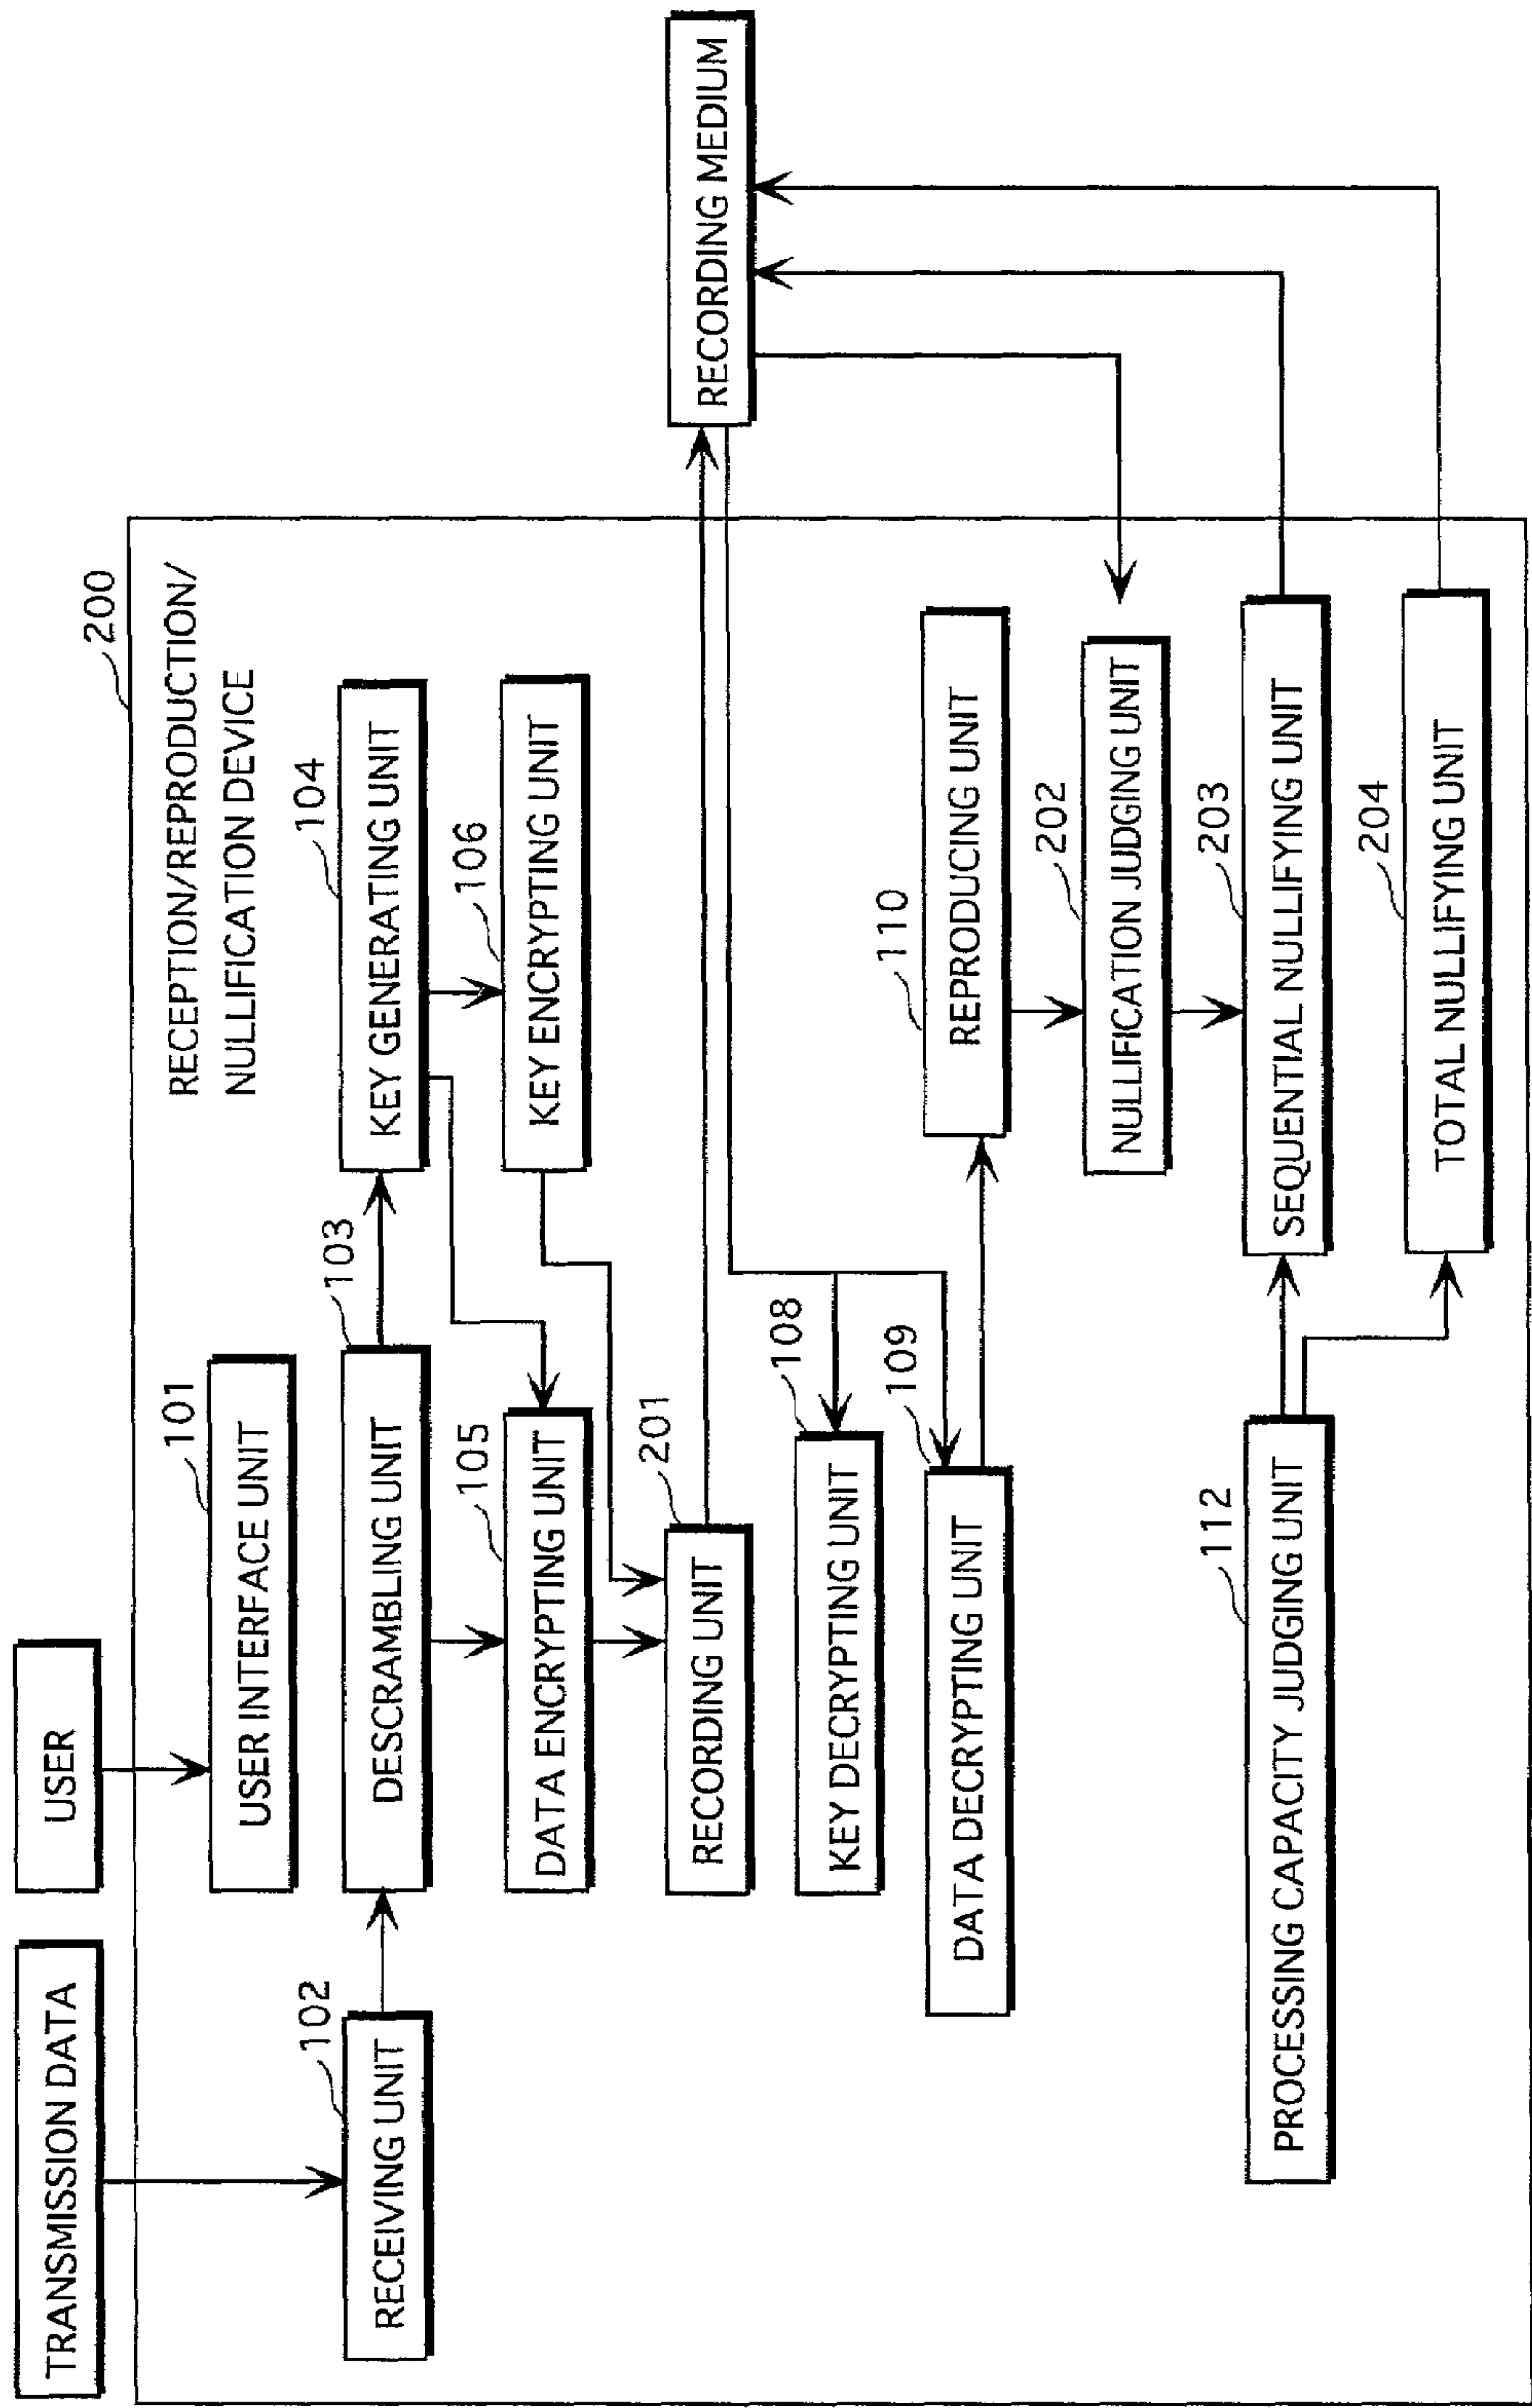 TRANSMISSION DATA
USER
200
RECEPTION/REPRODUCTION/
NULLIFICATION DEVICE
101
USER INTERFACE UNIT
102
RECEIVING UNIT
103
DESCRAMBLING UNIT
104
KEY GENERATING UNIT
105
DATA ENCRYPTING UNIT
106
KEY ENCRYPTING UNIT
201
RECORDING UNIT
RECORDING MEDIUM
108
KEY DECRYPTING UNIT
109
DATA DECRYPTING UNIT
110
REPRODUCING UNIT
202
NULLIFICATION JUDGING UNIT
112
PROCESSING CAPACITY JUDGING UNIT
203
SEQUENTIAL NULLIFYING UNIT
204
TOTAL NULLIFYING UNIT